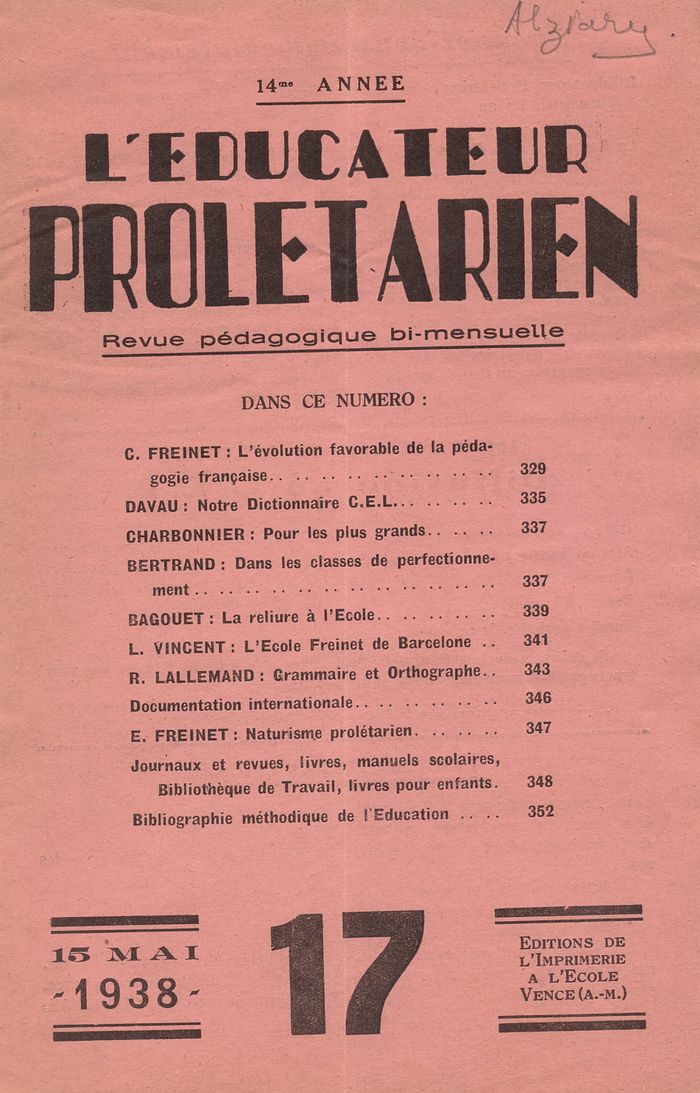 Alziary.
14me ANNEE
L'EDUCATEUR
PROLETARIEN
Revue pédagogique bi-mensuelle
DANS CE NUMERO :
C. FREINET : L'évolution favorable de la péda-
gogie française.. .. .. .. .. .. .. .. .. 329
DAVAU : Notre Dictionnaire C.E.L... .. .. .. 335
CHARBONNIER : Pour les plus grands.. .. .. 337
BERTRAND : Dans les classes de perfectionne-
ment .. .. .. .. .. .. .. .. .. .. .. .. 337
BAGOUET : La reliure à l'Ecole.. .. .. .. .. 339
L. VINCENT : L'Ecole Freinet de Barcelone .. 341
R. LALLEMAND : Grammaire et Orthographe.. 343
Documentation internationale.. .. .. .. .. .. 346
E. FREINET : Naturisme prolétarien. .. .. .. 347
Journaux et revues, livres, manuels scolaires,
Bibliothèque de Travail, livres pour enfants. 348
Bibliographie méthodique de l'Education .. .. 352
15 MAI
-1938-
17
EDITIONS DE
L'IMPRIMERIE
A L'ECOLE
VENCE (A.-M.)